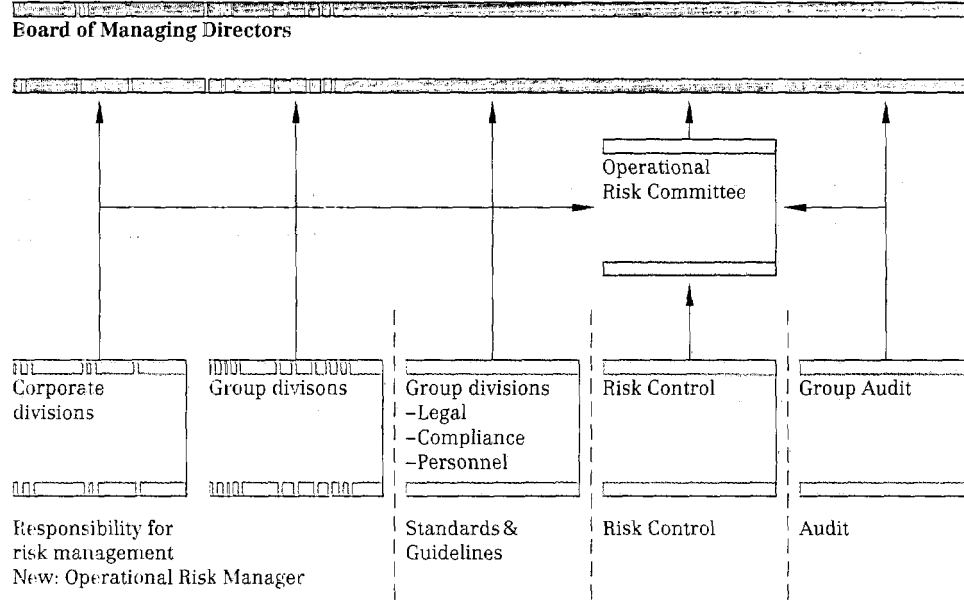 Board of Managing Directors
Operational
Risk Committee
Corporate
divisions
Group divisons
Group divisions
–Legal
–Compliance
–Personnel
Risk Control
Group Audit
Responsibility for
risk management
New: Operational Risk Manager
Standards &
Guidelines
Risk Control
Audit